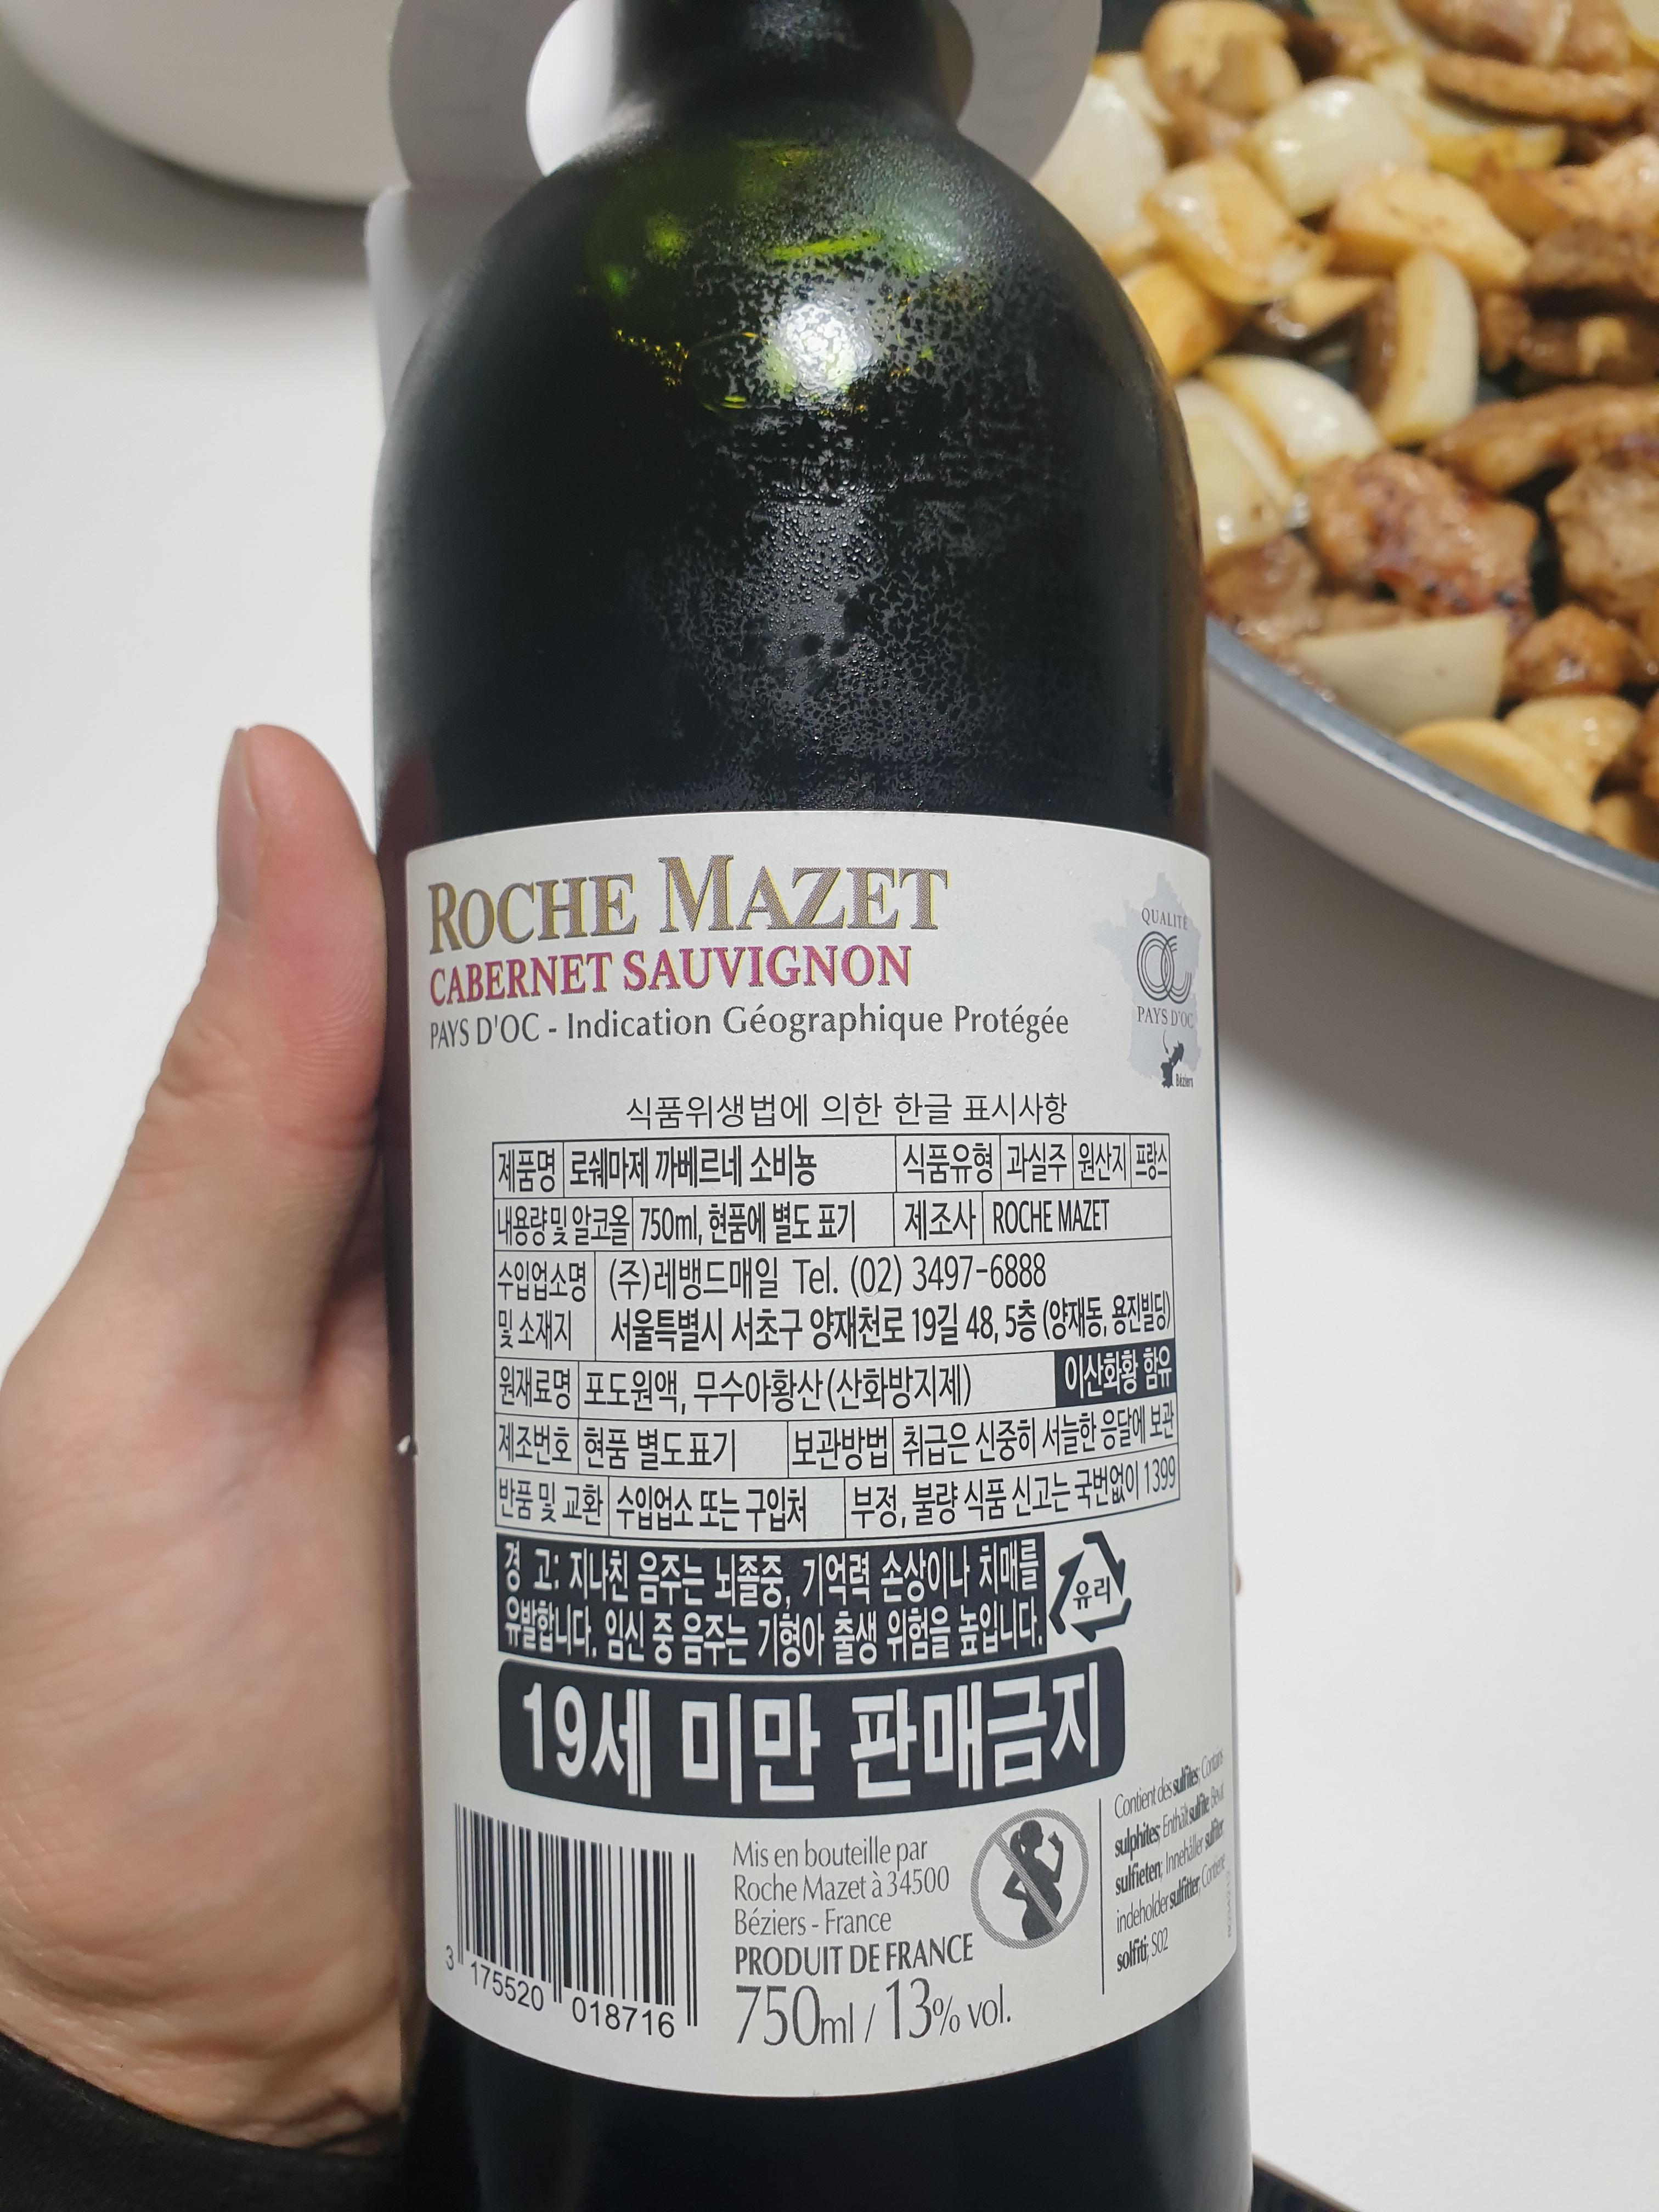 ROCHE MAZET
CABERNET SAUVIGNON
PAYS D'OC - Indication Géographique Protégée
QUALITÉ
PAYS D'OC
Béziers
식품위생법에 의한 한글 표시사항
제품명 로쉐마제 까베르네 소비뇽 식품유형 과실주 원산지 프랑스
내용량 및 알코올 750ml, 현품에 별도 표기 제조사 ROCHE MAZET
수입업소명 (주)레뱅드매일 Tel. (02) 3497-6888
및 소재지 서울특별시 서초구 양재천로 19길 48, 5층 (양재동, 용진빌딩)
원재료명 포도원액, 무수아황산(산화방지제) 이산화황 함유
제조번호 현품 별도표기 보관방법 취급은 신중히 서늘한 응달에 보관
반품 및 교환 수입업소 또는 구입처 부정, 불량 식품 신고는 국번없이 1399
경 고: 지나친 음주는 뇌졸중, 기억력 손상이나 치매를
유발합니다. 임신 중 음주는 기형아 출생 위험을 높입니다.
유리
19세 미만 판매금지
3 175520 018716
Mis en bouteille par
Roche Mazet à 34500
Béziers - France
PRODUIT DE FRANCE
750ml / 13% vol.
Contient des sulfites; Contains
sulphites; Enthält sulfite; Bevat
sulfieten; Innehåller sulfiter;
indeholder sulfitter; Contiene
solfiti; SO2